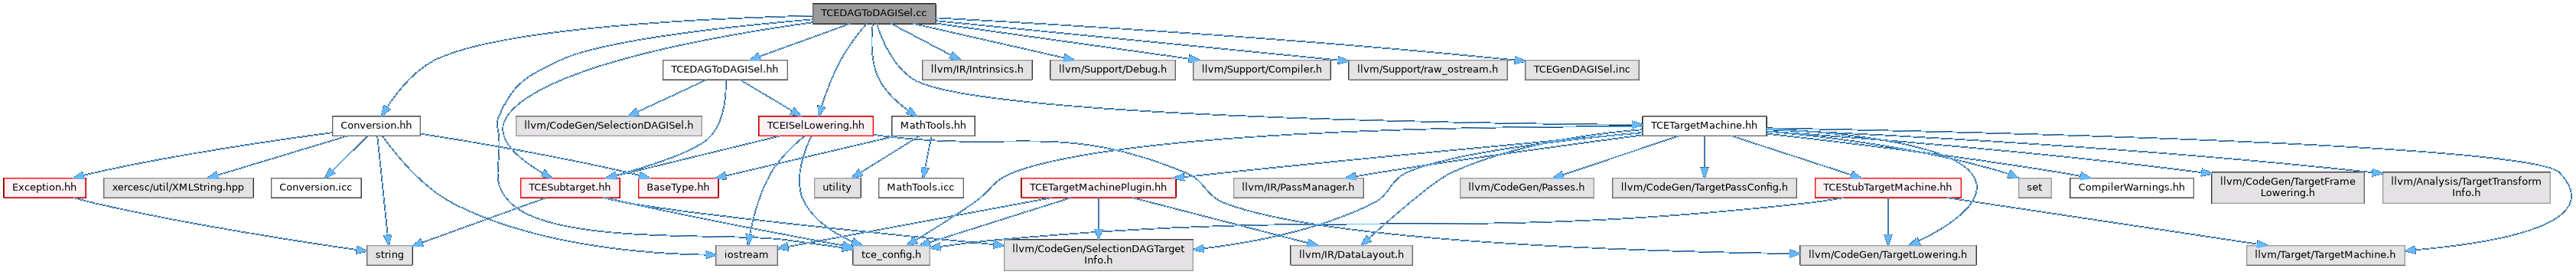 TCEDAGToDAGISel.cc
TCEDAGToDAGISel.hh
llvm/IR/Intrinsics.h
llvm/Support/Debug.h
llvm/Support/Compiler.h
llvm/Support/raw_ostream.h
TCEGenDAGISel.inc
Conversion.hh
llvm/CodeGen/SelectionDAGISel.h
TCEISelLowering.hh
MathTools.hh
TCETargetMachine.hh
Exception.hh
xercesc/util/XMLString.hpp
Conversion.icc
TCESubtarget.hh
BaseType.hh
utility
MathTools.icc
TCETargetMachinePlugin.hh
llvm/IR/PassManager.h
llvm/CodeGen/Passes.h
llvm/CodeGen/TargetPassConfig.h
TCEStubTargetMachine.hh
set
CompilerWarnings.hh
llvm/CodeGen/TargetFrame
Lowering.h
llvm/Analysis/TargetTransform
Info.h
string
iostream
tce_config.h
llvm/CodeGen/SelectionDAGTarget
Info.h
llvm/IR/DataLayout.h
llvm/CodeGen/TargetLowering.h
llvm/Target/TargetMachine.h